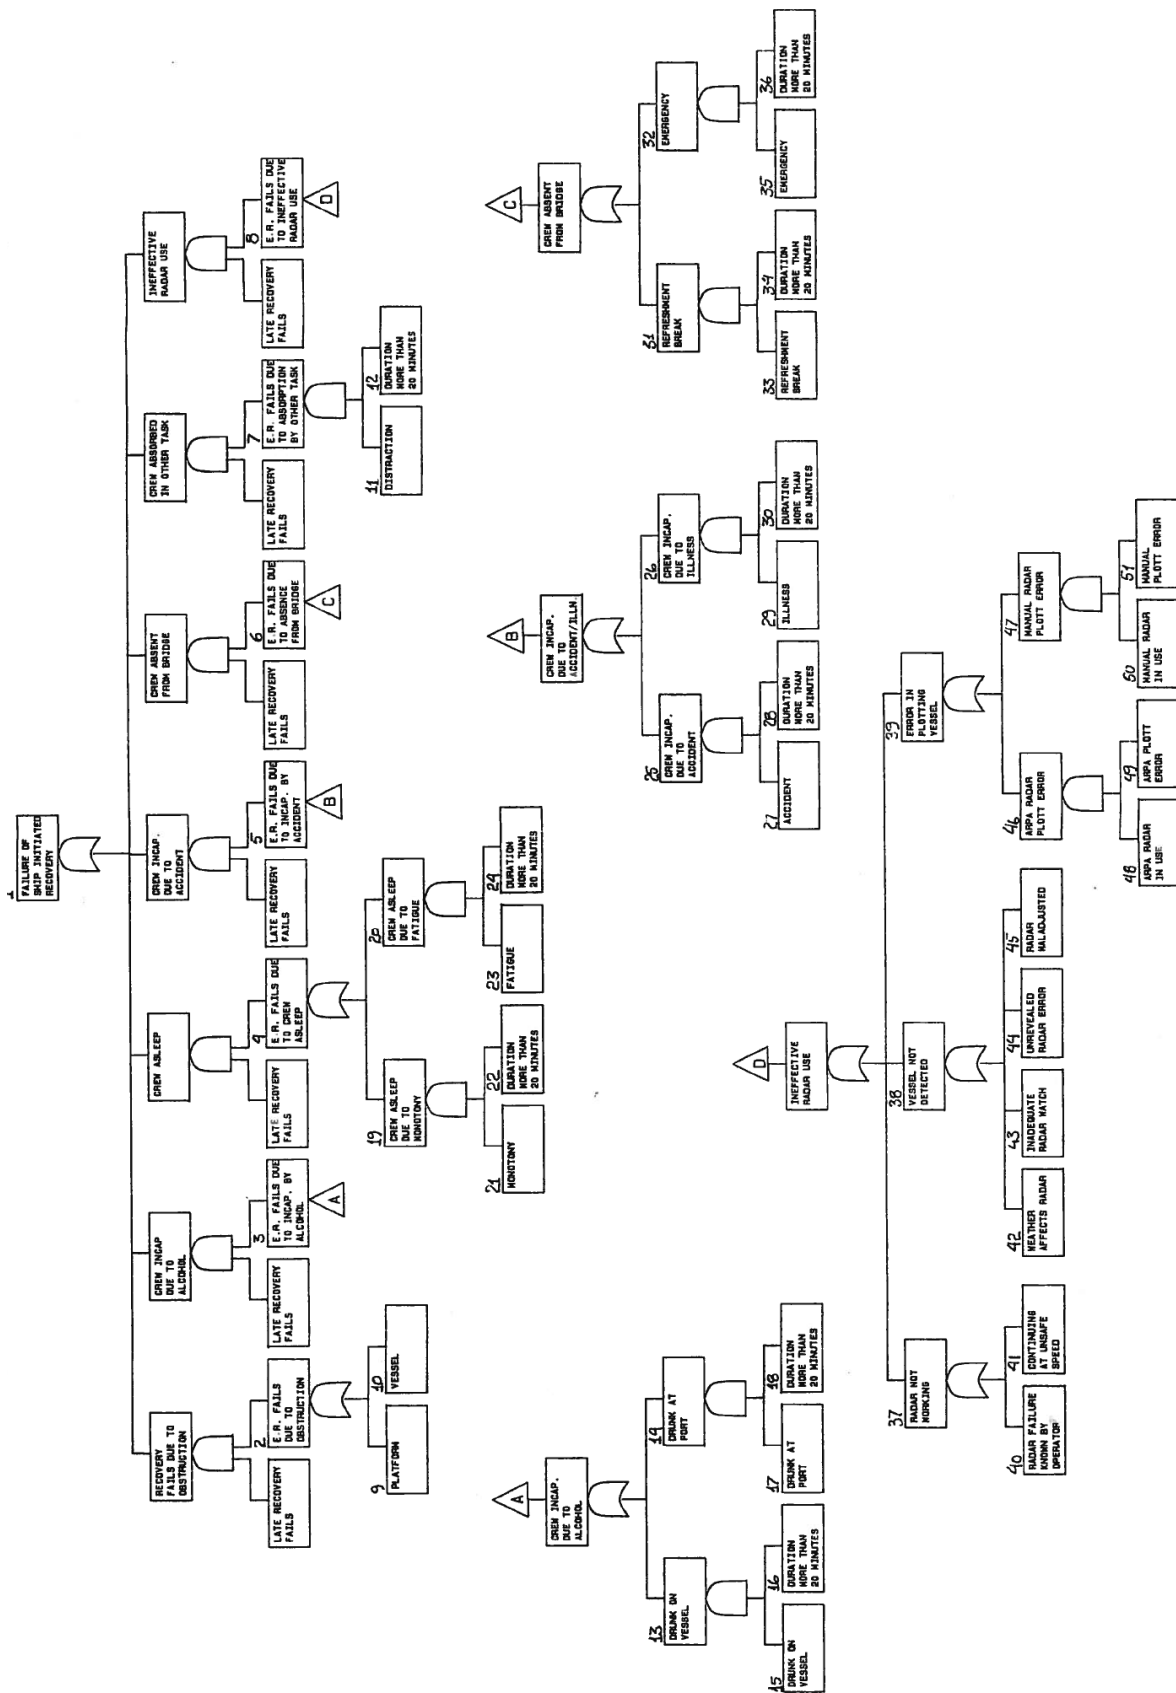 1
FAILURE OF
SHIP INITIATED
RECOVERY
RECOVERY
FAILS DUE TO
OBSTRUCTION
CREW INCAP
DUE TO
ALCOHOL
CREW ASLEEP
CREW INCAP.
DUE TO
ACCIDENT
CREW ABSENT
FROM BRIDGE
CREW ABSORBED
IN OTHER TASK
INEFFECTIVE
RADAR USE
LATE RECOVERY
FAILS
2
E.R. FAILS
DUE TO
OBSTRUCTION
LATE RECOVERY
FAILS
3
E.R. FAILS DUE
TO INCAP. BY
ALCOHOL
A
LATE RECOVERY
FAILS
4
E.R. FAILS DUE
TO CREW
ASLEEP
LATE RECOVERY
FAILS
5
E.R. FAILS DUE
TO INCAP. BY
ACCIDENT
B
LATE RECOVERY
FAILS
6
E.R. FAILS DUE
TO ABSENCE
FROM BRIDGE
C
LATE RECOVERY
FAILS
7
E.R. FAILS DUE
TO ABSORPTION
BY OTHER TASK
LATE RECOVERY
FAILS
8
E.R. FAILS DUE
TO INEFFECTIVE
RADAR USE
D
9
PLATFORM
10
VESSEL
19
CREW ASLEEP
DUE TO
MONOTONY
20
CREW ASLEEP
DUE TO
FATIGUE
11
DISTRACTION
12
DURATION
MORE THAN
20 MINUTES
21
MONOTONY
22
DURATION
MORE THAN
20 MINUTES
23
FATIGUE
24
DURATION
MORE THAN
20 MINUTES
A
CREW INCAP.
DUE TO
ALCOHOL
13
DRUNK ON
VESSEL
14
DRUNK AT
PORT
15
DRUNK ON
VESSEL
16
DURATION
MORE THAN
20 MINUTES
17
DRUNK AT
PORT
18
DURATION
MORE THAN
20 MINUTES
B
CREW INCAP.
DUE TO
ACCIDENT/ILLN.
25
CREW INCAP.
DUE TO
ACCIDENT
26
CREW INCAP.
DUE TO
ILLNESS
27
ACCIDENT
28
DURATION
MORE THAN
20 MINUTES
29
ILLNESS
30
DURATION
MORE THAN
20 MINUTES
C
CREW ABSENT
FROM BRIDGE
31
REFRESHMENT
BREAK
32
EMERGENCY
33
REFRESHMENT
BREAK
34
DURATION
MORE THAN
20 MINUTES
35
EMERGENCY
36
DURATION
MORE THAN
20 MINUTES
D
INEFFECTIVE
RADAR USE
37
RADAR NOT
WORKING
38
VESSEL NOT
DETECTED
39
ERROR IN
PLOTTING
VESSEL
40
RADAR FAILURE
KNOWN BY
OPERATOR
41
CONTINUING
AT UNSAFE
SPEED
42
WEATHER
AFFECTS RADAR
43
INADEQUATE
RADAR WATCH
44
UNREVEALED
RADAR ERROR
45
RADAR
MALADJUSTED
46
ARPA RADAR
PLOTT ERROR
47
MANUAL RADAR
PLOTT ERROR
48
ARPA RADAR
IN USE
49
ARPA PLOTT
ERROR
50
MANUAL RADAR
IN USE
51
MANUAL
PLOTT ERROR